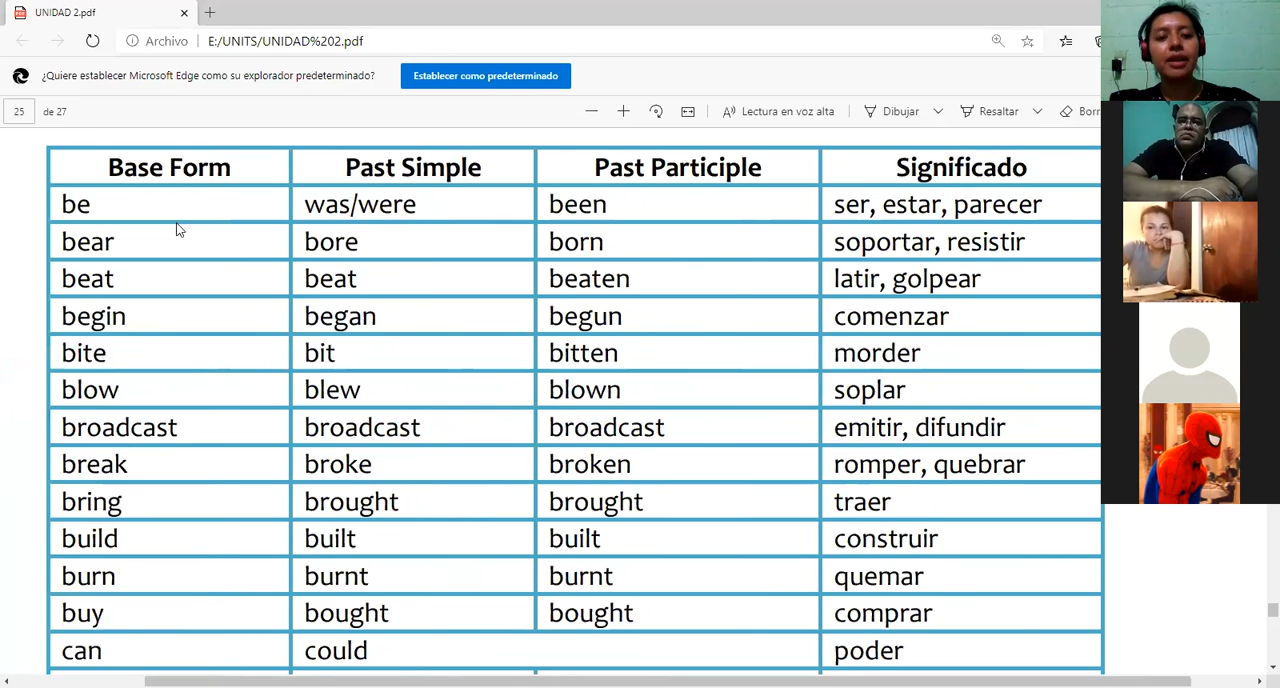 UNIDAD 2.pdf
Archivo E:/UNITS/UNIDAD%202.pdf
¿Quiere establecer Microsoft Edge como su explorador predeterminado? Establecer como predeterminado
25 de 27 Lectura en voz alta Dibujar Resaltar Borr
Base Form Past Simple Past Participle Significado
be was/were been ser, estar, parecer
bear bore born soportar, resistir
beat beat beaten latir, golpear
begin began begun comenzar
bite bit bitten morder
blow blew blown soplar
broadcast broadcast broadcast emitir, difundir
break broke broken romper, quebrar
bring brought brought traer
build built built construir
burn burnt burnt quemar
buy bought bought comprar
can could poder